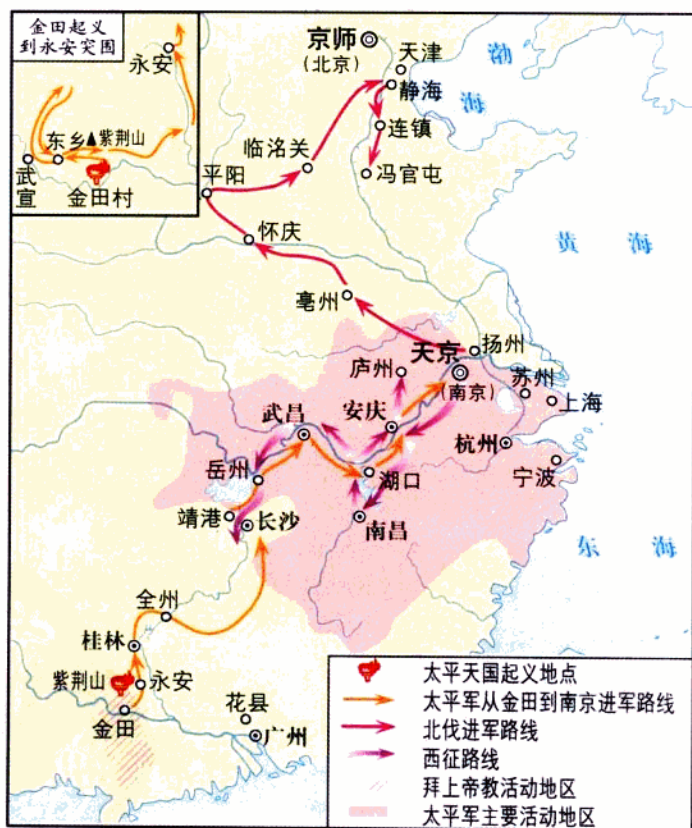 金田起义
到永安突围
永安
东乡
紫荆山
武宣
金田村
京师
(北京)
天津
静海
渤海
连镇
临洺关
冯官屯
平阳
怀庆
黄海
亳州
扬州
天京
(南京)
庐州
苏州
上海
安庆
武昌
杭州
宁波
岳州
湖口
靖港
长沙
南昌
东海
全州
桂林
紫荆山
永安
金田
花县
广州
太平天国起义地点
太平军从金田到南京进军路线
北伐进军路线
西征路线
拜上帝教活动地区
太平军主要活动地区